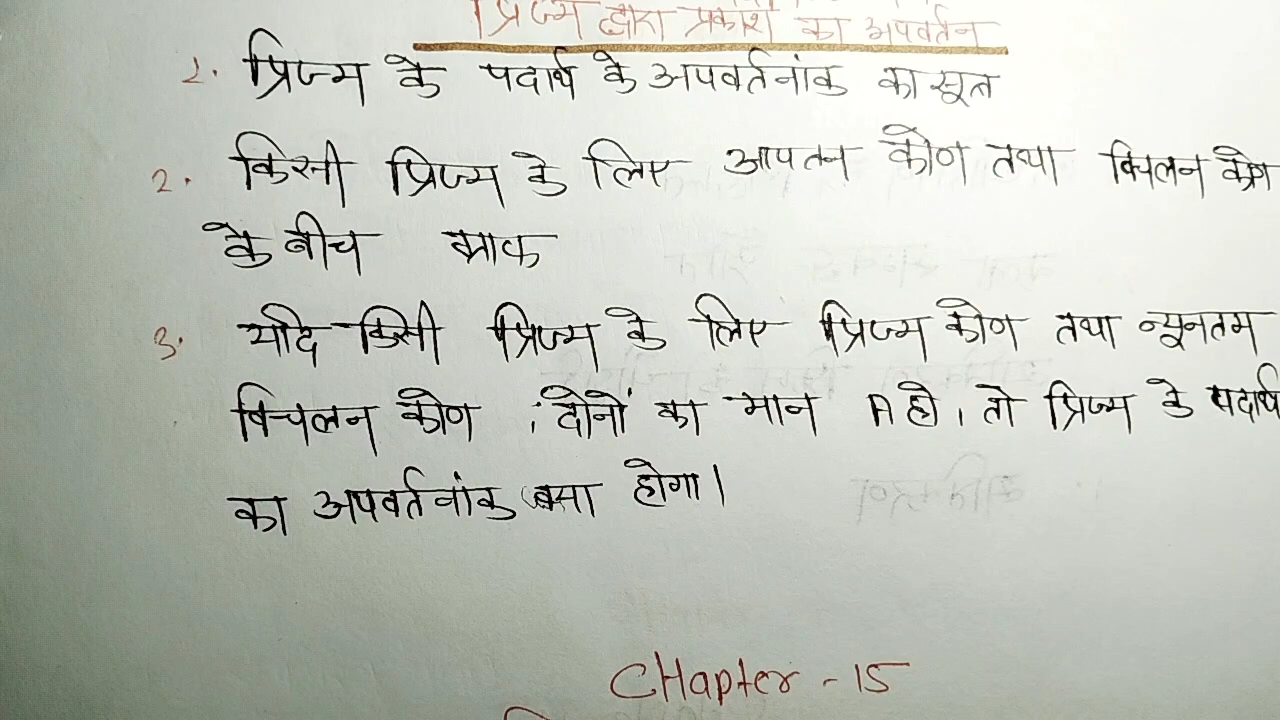 प्रिज्म द्वारा प्रकाश का अपवर्तन
1. प्रिज्म के पदार्थ के अपवर्तनांक का सूत्र
2. किसी प्रिज्म के लिए आपतन कोण तथा विचलन कोण
के बीच ग्राफ
3. यदि किसी प्रिज्म के लिए प्रिज्म कोण तथा न्यूनतम
विचलन कोण दोनों का मान A हो, तो प्रिज्म के पदार्थ
का अपवर्तनांक क्या होगा।
CHapter - 15